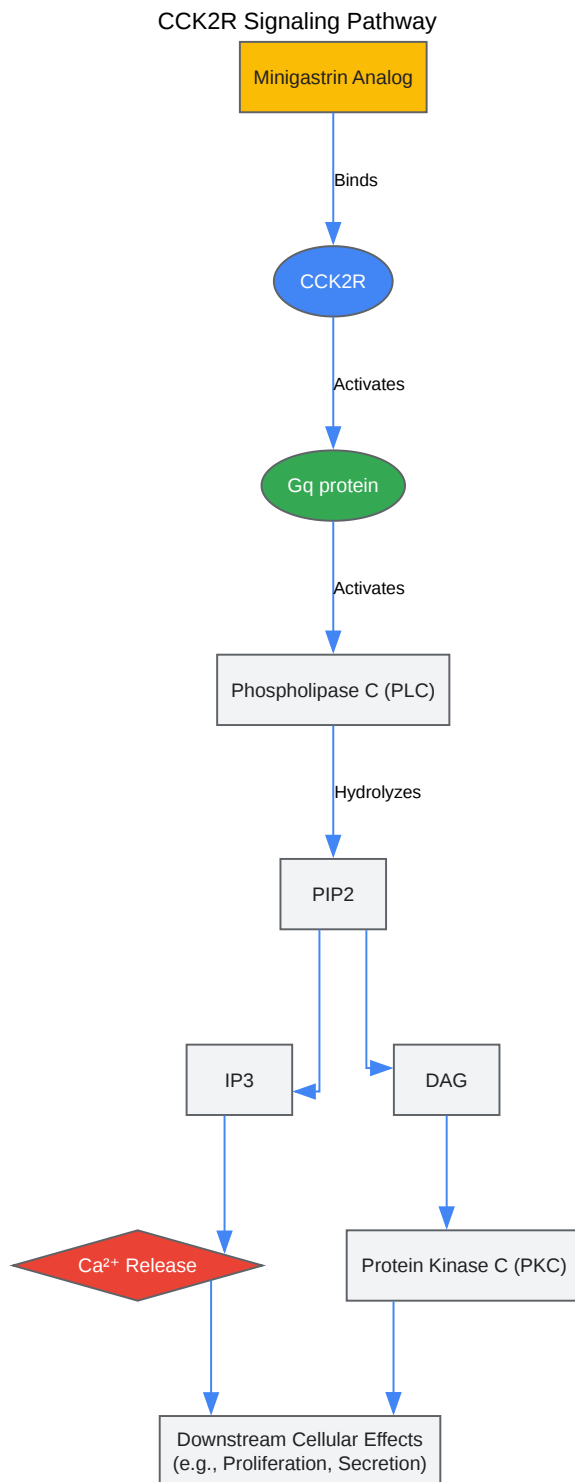 CCK2R Signaling Pathway
Minigastrin Analog
Binds
CCK2R
Activates
Gq protein
Activates
Phospholipase C (PLC)
Hydrolyzes
PIP2
IP3
DAG
Ca²⁺ Release
Protein Kinase C (PKC)
Downstream Cellular Effects
(e.g., Proliferation, Secretion)